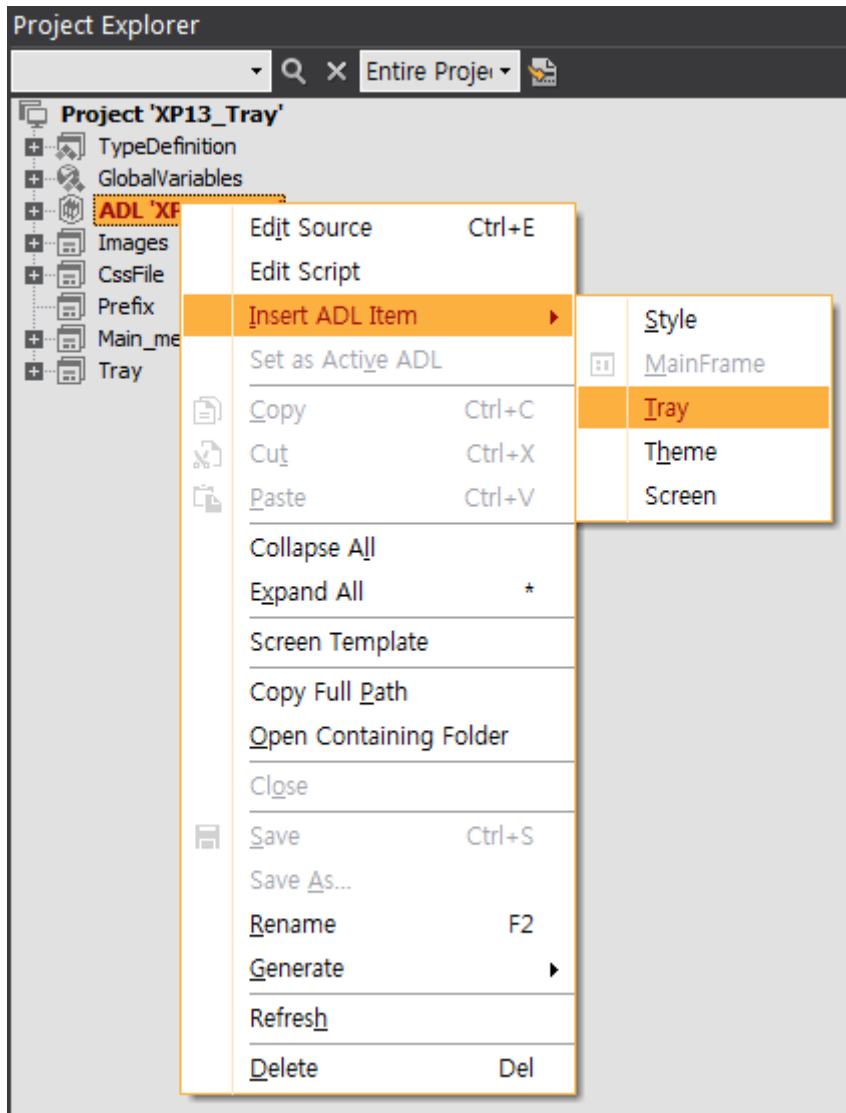 Project Explorer
Entire Proje
Project 'XP13_Tray'
TypeDefinition
GlobalVariables
ADL 'XP
Images
CssFile
Prefix
Main_me
Tray
Edit Source Ctrl+E
Edit Script
Insert ADL Item
Set as Active ADL
Copy Ctrl+C
Cut Ctrl+X
Paste Ctrl+V
Collapse All
Expand All *
Screen Template
Copy Full Path
Open Containing Folder
Close
Save Ctrl+S
Save As...
Rename F2
Generate
Refresh
Delete Del
Style
MainFrame
Tray
Theme
Screen